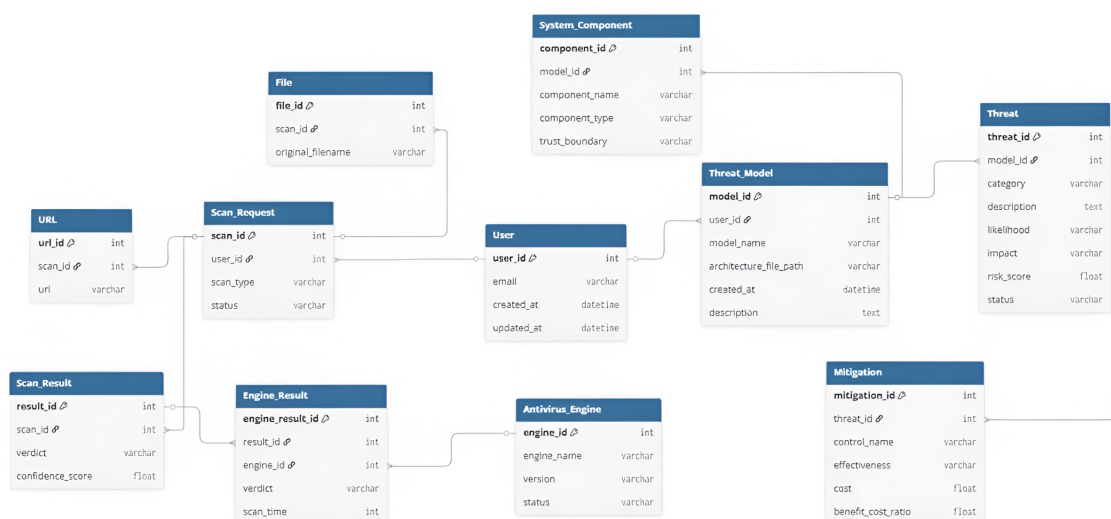 System_Component
component_id int
model_id int
component_name varchar
component_type varchar
trust_boundary varchar
File
file_id int
scan_id int
original_filename varchar
Threat
threat_id int
model_id int
category varchar
description text
likelihood varchar
impact varchar
risk_score float
status varchar
Threat_Model
model_id int
user_id int
model_name varchar
architecture_file_path varchar
created_at datetime
description text
URL
url_id int
scan_id int
url varchar
Scan_Request
scan_id int
user_id int
scan_type varchar
status varchar
User
user_id int
email varchar
created_at datetime
updated_at datetime
Scan_Result
result_id int
scan_id int
verdict varchar
confidence_score float
Engine_Result
engine_result_id int
result_id int
engine_id int
verdict varchar
scan_time int
Antivirus_Engine
engine_id int
engine_name varchar
version varchar
status varchar
Mitigation
mitigation_id int
threat_id int
control_name varchar
effectiveness varchar
cost float
benefit_cost_ratio float